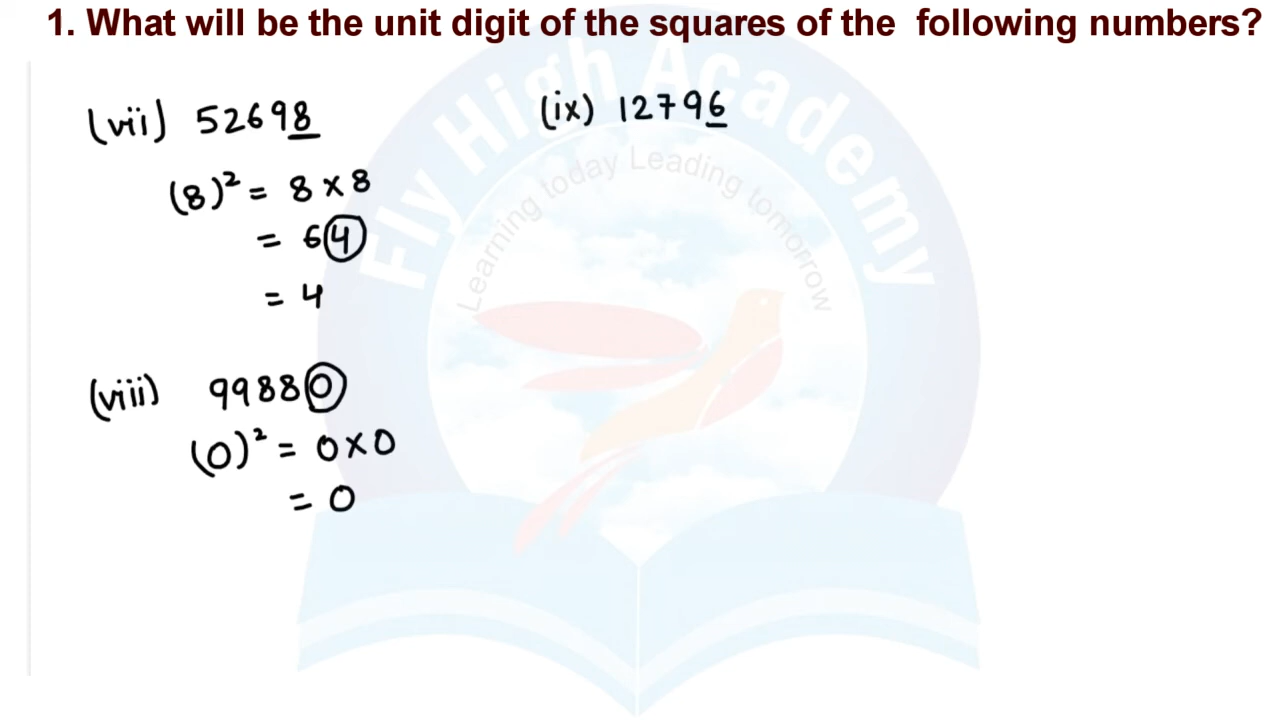 1. What will be the unit digit of the squares of the following numbers?
(vii) 52698
(8)² = 8 × 8
= 64
= 4
(viii) 99880
(0)² = 0 × 0
= 0
(ix) 12796
Fly High Academy
Learning today Leading tomorrow